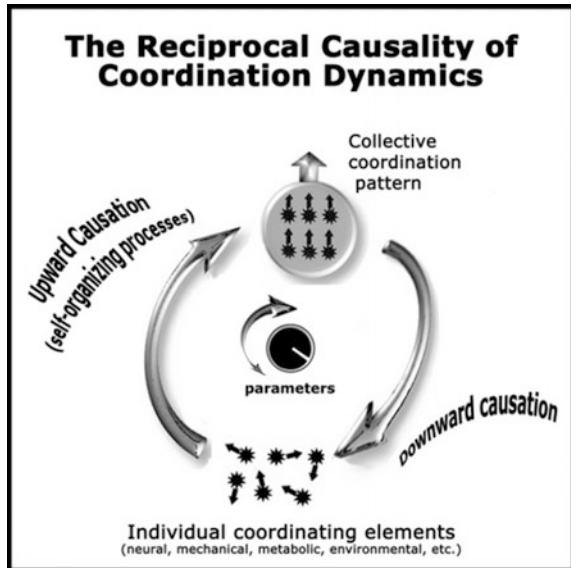 The Reciprocal Causality of
Coordination Dynamics
Collective
coordination
pattern
Upward Causation
(self-organizing processes)
parameters
Downward causation
Individual coordinating elements
(neural, mechanical, metabolic, environmental, etc.)